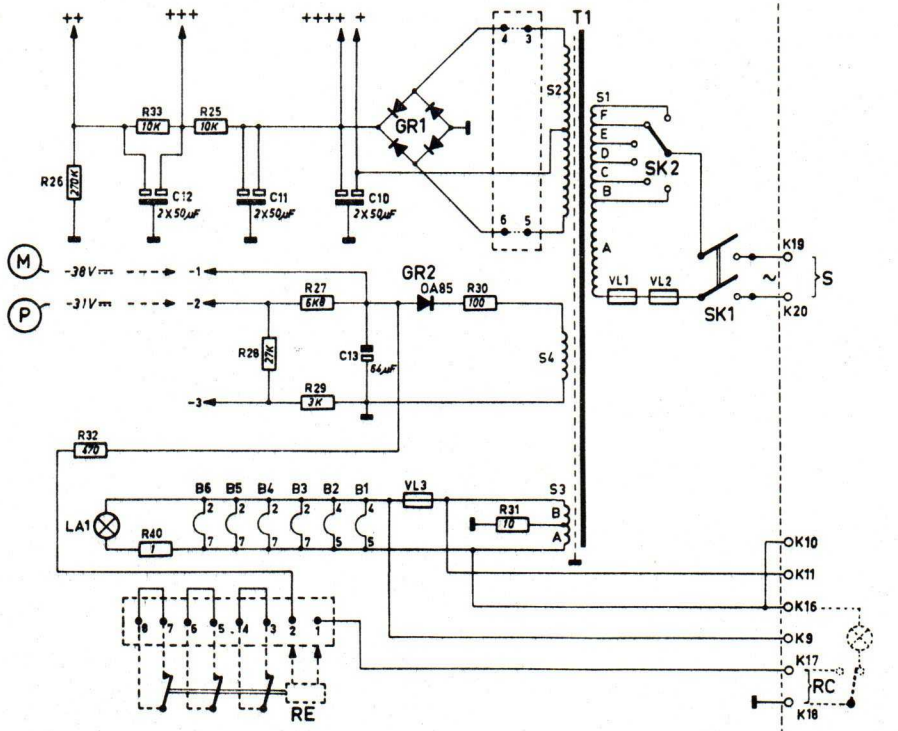 ++
+++
++++ +
T1
4 3
S2
S1
F
E
D
C
B
A
SK2
R33
10K
R25
10K
GR1
R26
270K
C12
2X50µF
C11
2X50µF
C10
2X50µF
6 5
M
-38V
-1
P
-31V
-2
R27
6K8
GR2
OA85
R30
100
VL1
VL2
SK1
K19
~
S
K20
R28
27K
C13
64µF
S4
-3
R29
3K
R32
470
B6 B5 B4 B3 B2 B1
2 2 2 2 4 4
7 7 7 7 5 5
VL3
S3
B
A
R31
10
LA1
R40
1
K10
K11
K16
K9
K17
RC
K18
8 7 6 5 4 3 2 1
RE